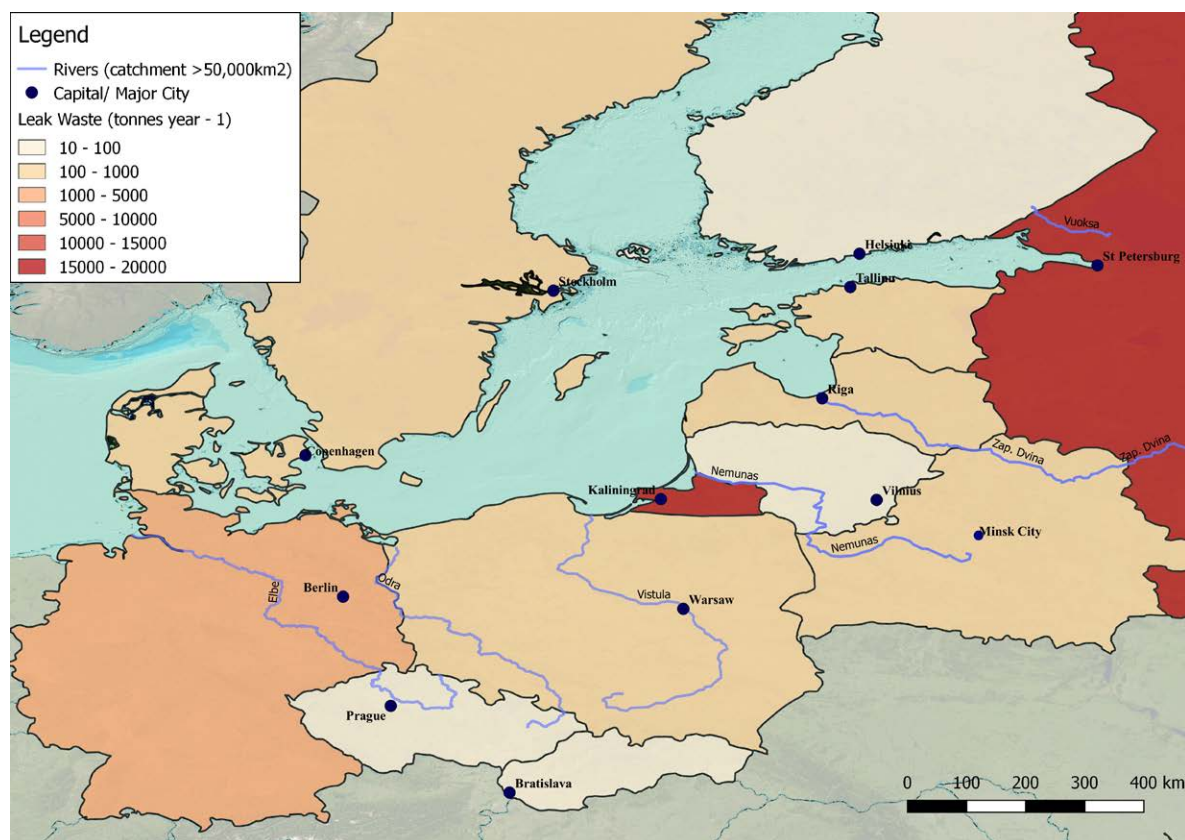 Legend
Rivers (catchment >50,000km2)
Capital/ Major City
Leak Waste (tonnes year - 1)
10 - 100
100 - 1000
1000 - 5000
5000 - 10000
10000 - 15000
15000 - 20000
Vuoksa
Helsinki
St Petersburg
Tallinn
Stockholm
Riga
Zap. Dvina
Zap. Dvina
Copenhagen
Nemunas
Kaliningrad
Vilnius
Minsk City
Nemunas
Elbe
Odra
Berlin
Vistula
Warsaw
Prague
Bratislava
0 100 200 300 400 km